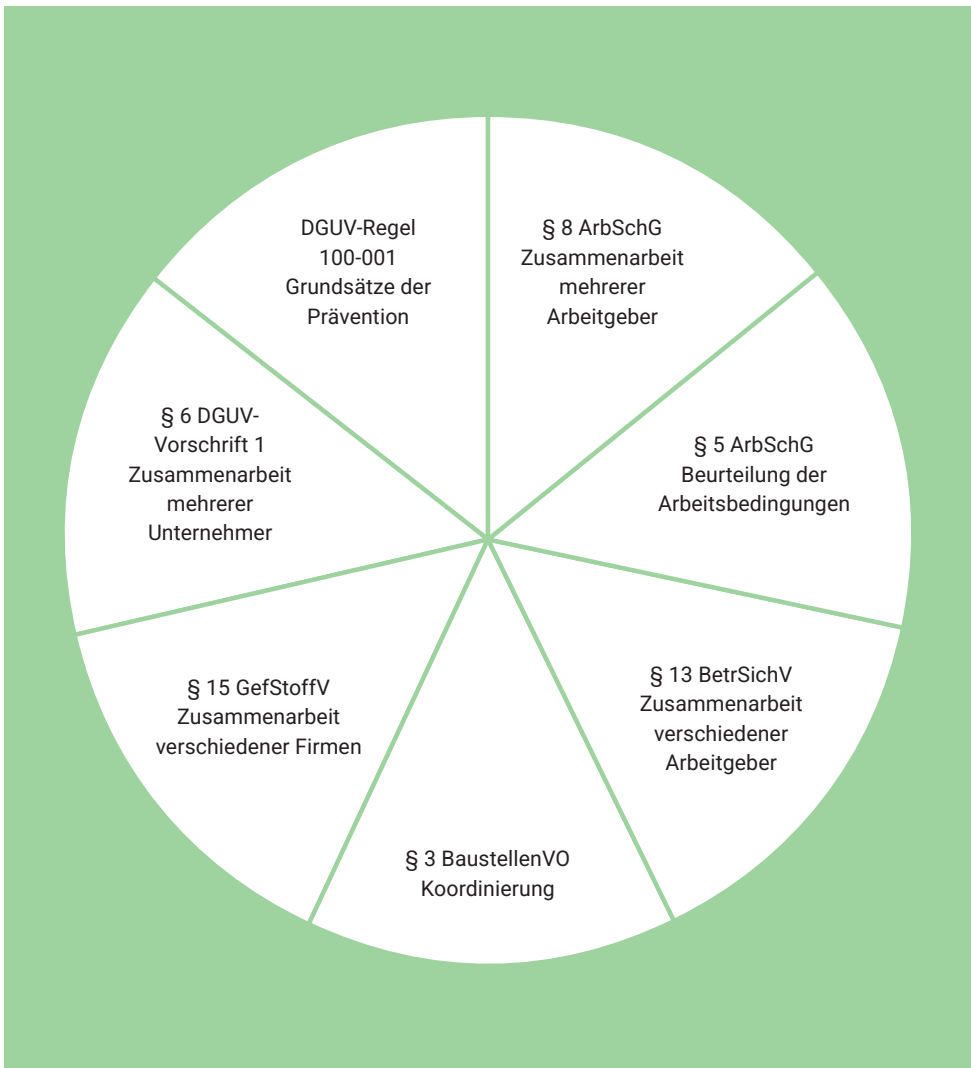 DGUV-Regel
100-001
Grundsätze der
Prävention
§ 8 ArbSchG
Zusammenarbeit
mehrerer
Arbeitgeber
§ 5 ArbSchG
Beurteilung der
Arbeitsbedingungen
§ 13 BetrSichV
Zusammenarbeit
verschiedener
Arbeitgeber
§ 3 BaustellenVO
Koordinierung
§ 15 GefStoffV
Zusammenarbeit
verschiedener Firmen
§ 6 DGUV-
Vorschrift 1
Zusammenarbeit
mehrerer
Unternehmer